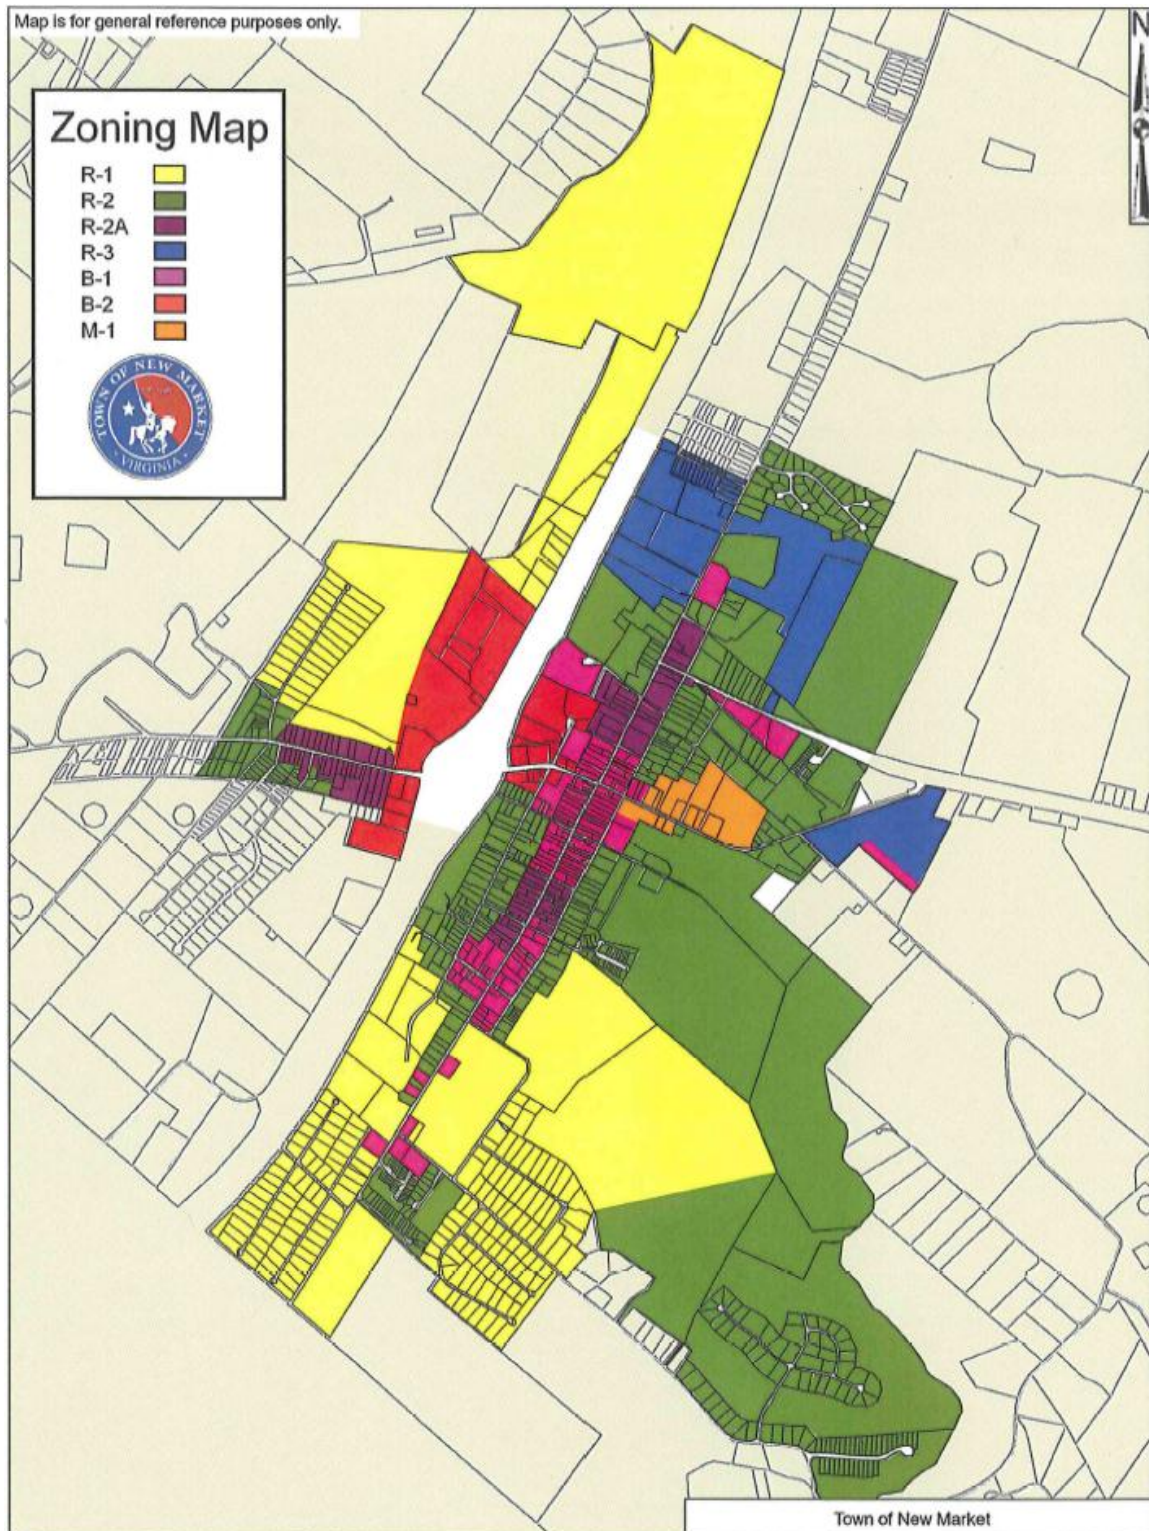 Map is for general reference purposes only.
N
Zoning Map
R-1
R-2
R-2A
R-3
B-1
B-2
M-1
TOWN OF NEW MARKET
VIRGINIA
Town of New Market